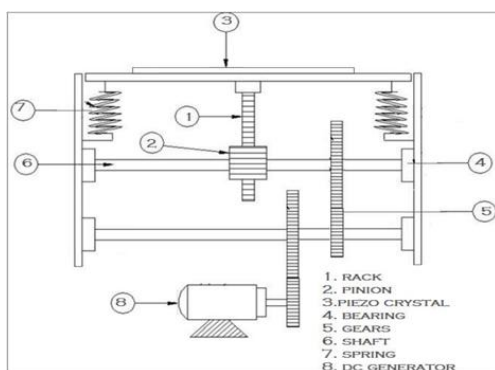 3
7
1
2
6
4
5
8
1. RACK
2. PINION
3.PIEZO CRYSTAL
4. BEARING
5. GEARS
6. SHAFT
7. SPRING
8. DC GENERATOR